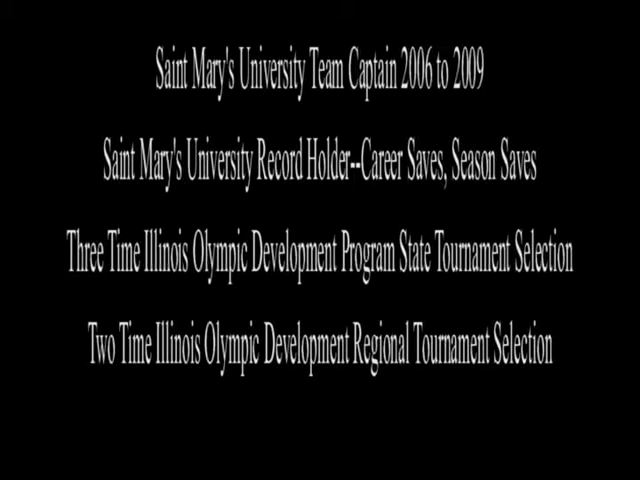 Saint Mary's University Team Captain 2006 to 2009
Saint Mary's University Record Holder--Career Saves, Season Saves
Three Time Illinois Olympic Development Program State Tournament Selection
Two Time Illinois Olympic Development Regional Tournament Selection